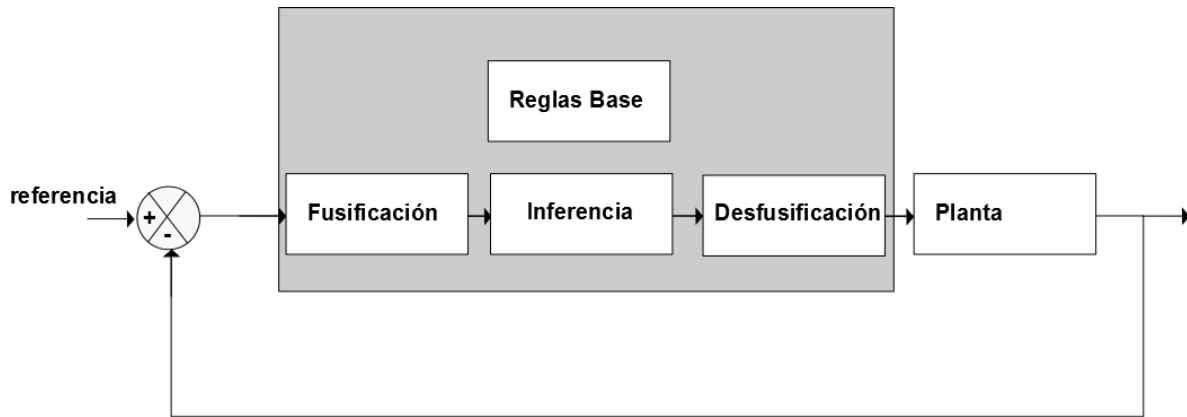 Reglas Base
referencia
+
-
Fusificación
Inferencia
Desfusificación
Planta